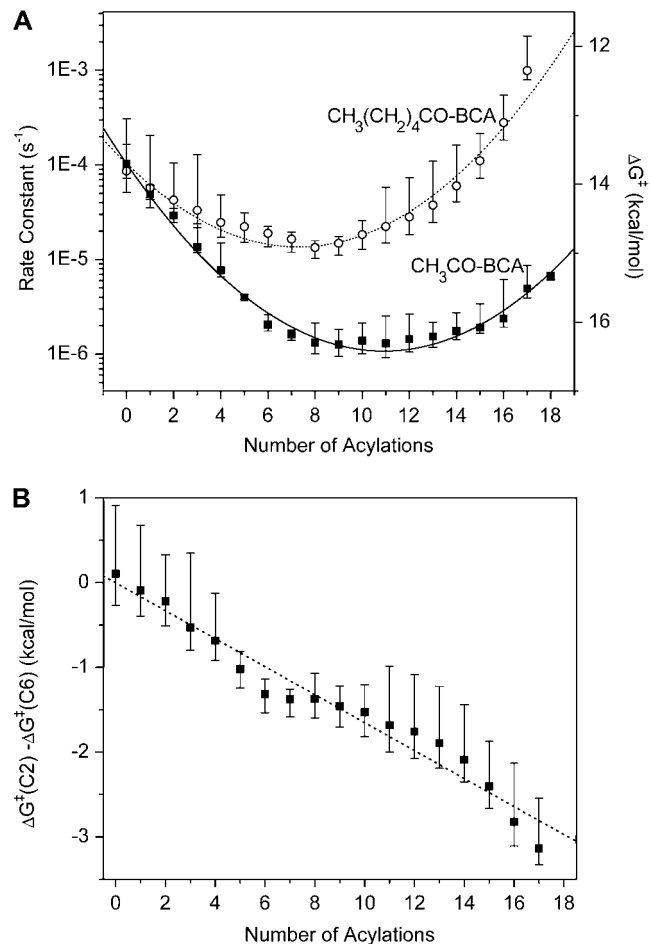 A
Rate Constant (s⁻¹)
1E-3
1E-4
1E-5
1E-6
12
14
16
ΔG‡ (kcal/mol)
CH₃(CH₂)₄CO-BCA
CH₃CO-BCA
0 2 4 6 8 10 12 14 16 18
Number of Acylations
B
ΔG‡(C2) -ΔG‡(C6) (kcal/mol)
1
0
-1
-2
-3
0 2 4 6 8 10 12 14 16 18
Number of Acylations